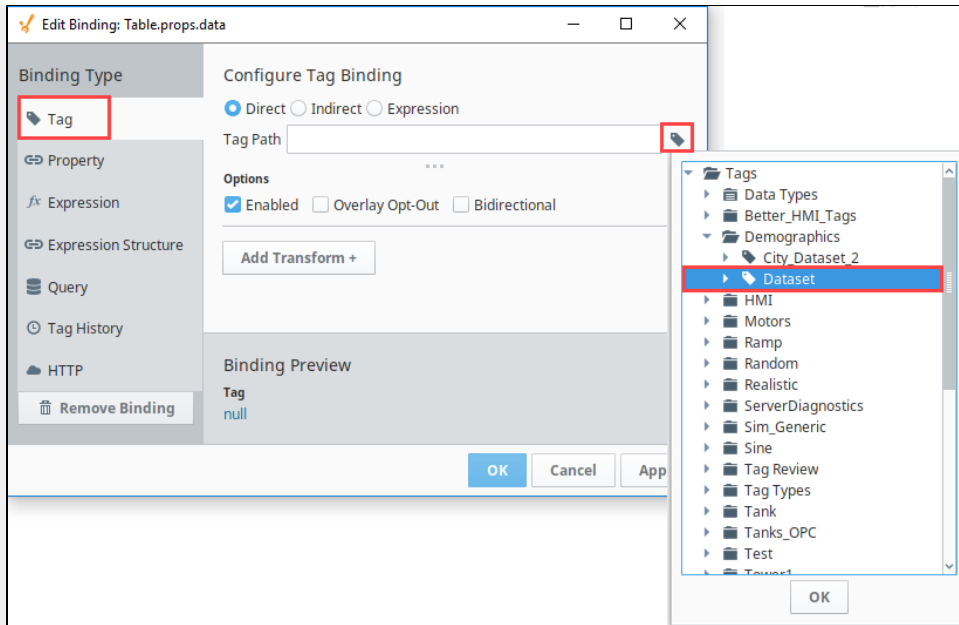 Edit Binding: Table.props.data
Binding Type
Tag
Property
fx Expression
Expression Structure
Query
Tag History
HTTP
Remove Binding
Configure Tag Binding
Direct Indirect Expression
Tag Path
Options
Enabled Overlay Opt-Out Bidirectional
Add Transform +
Binding Preview
Tag
null
OK Cancel App
Tags
Data Types
Better_HMI_Tags
Demographics
City_Dataset_2
Dataset
HMI
Motors
Ramp
Random
Realistic
ServerDiagnostics
Sim_Generic
Sine
Tag Review
Tag Types
Tank
Tanks_OPC
Test
Tower1
OK